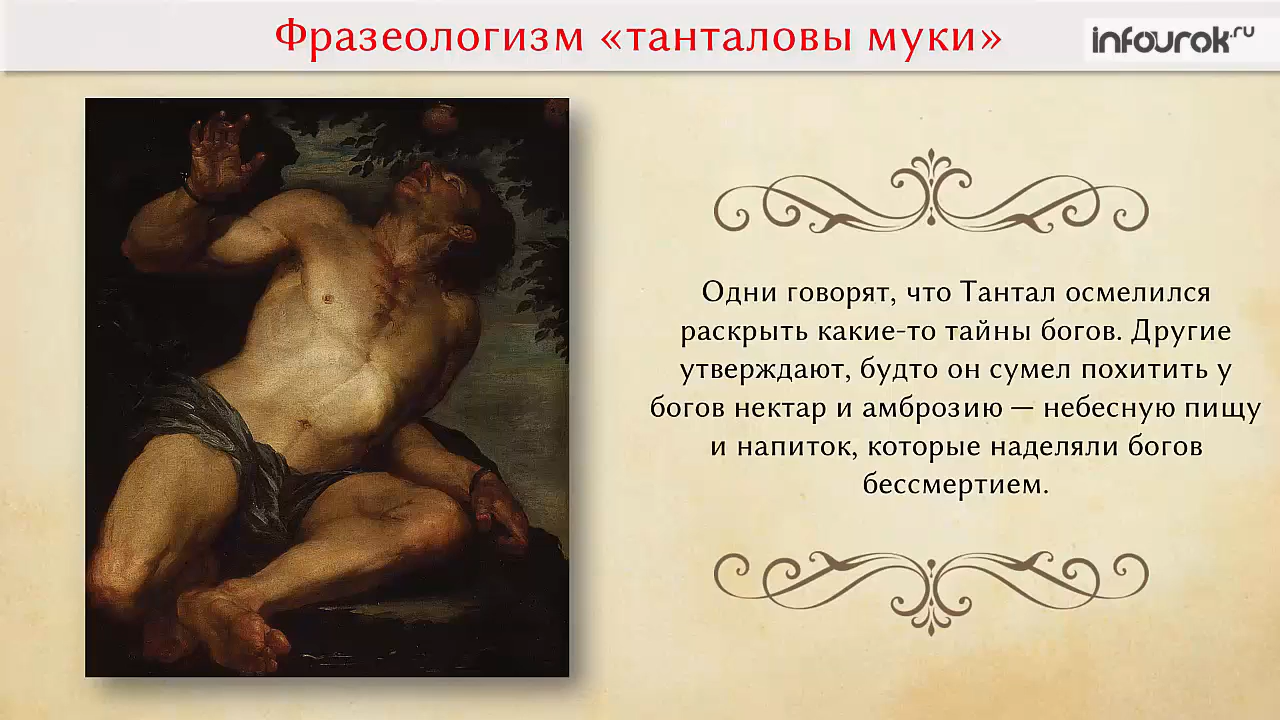 Фразеологизм «танталовы муки»
infourok.ru
Одни говорят, что Тантал осмелился
раскрыть какие-то тайны богов. Другие
утверждают, будто он сумел похитить у
богов нектар и амброзию — небесную пищу
и напиток, которые наделяли богов
бессмертием.